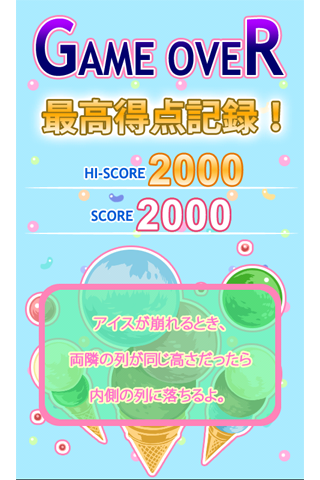 GAME OVER
最高得点記録！
HI-SCORE 2000
SCORE 2000
アイスが崩れるとき、
両隣の列が同じ高さだったら
内側の列に落ちるよ。